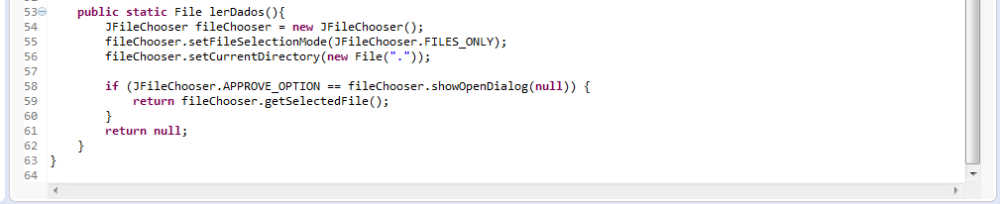 53 public static File lerDados(){
54 JFileChooser fileChooser = new JFileChooser();
55 fileChooser.setFileSelectionMode(JFileChooser.FILES_ONLY);
56 fileChooser.setCurrentDirectory(new File("."));
57
58 if (JFileChooser.APPROVE_OPTION == fileChooser.showOpenDialog(null)) {
59 return fileChooser.getSelectedFile();
60 }
61 return null;
62 }
63 }
64